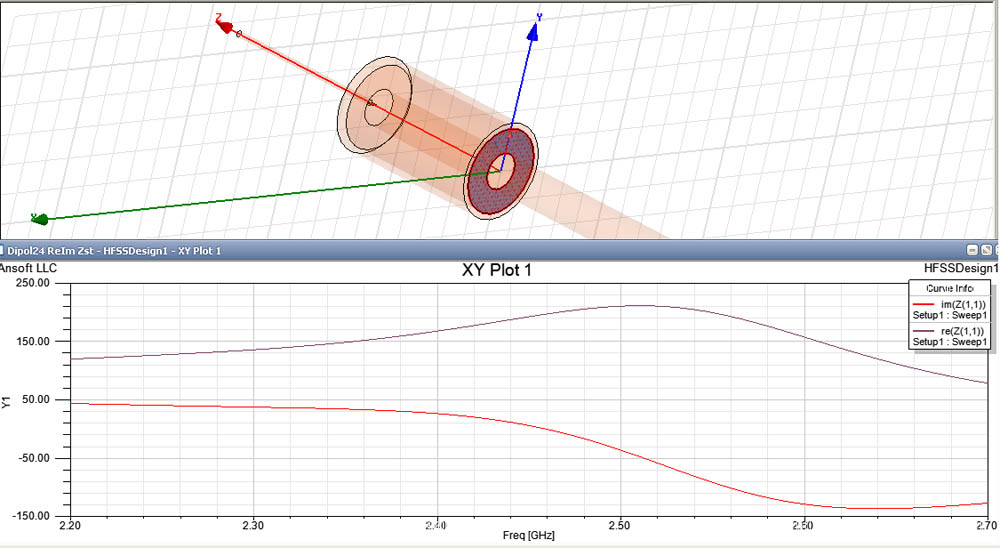 Z
Y
Dipol24 ReIm Zst - HFSSDesign1 - XY Plot 1
Ansoft LLC
XY Plot 1
HFSSDesign1
250.00
150.00
50.00
-50.00
-150.00
Y1
Curve Info
im(Z(1,1))
Setup1 : Sweep1
re(Z(1,1))
Setup1 : Sweep1
2.20
2.30
2.40
2.50
2.60
2.70
Freq [GHz]